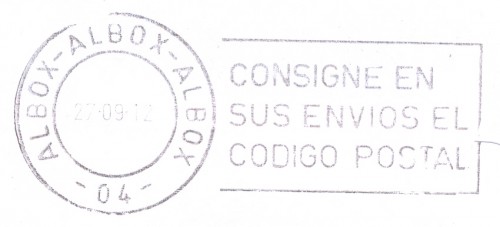 ALBOX-ALBOX-ALBOX
27-09-12
-04-
CONSIGNE EN
SUS ENVIOS EL
CODIGO POSTAL